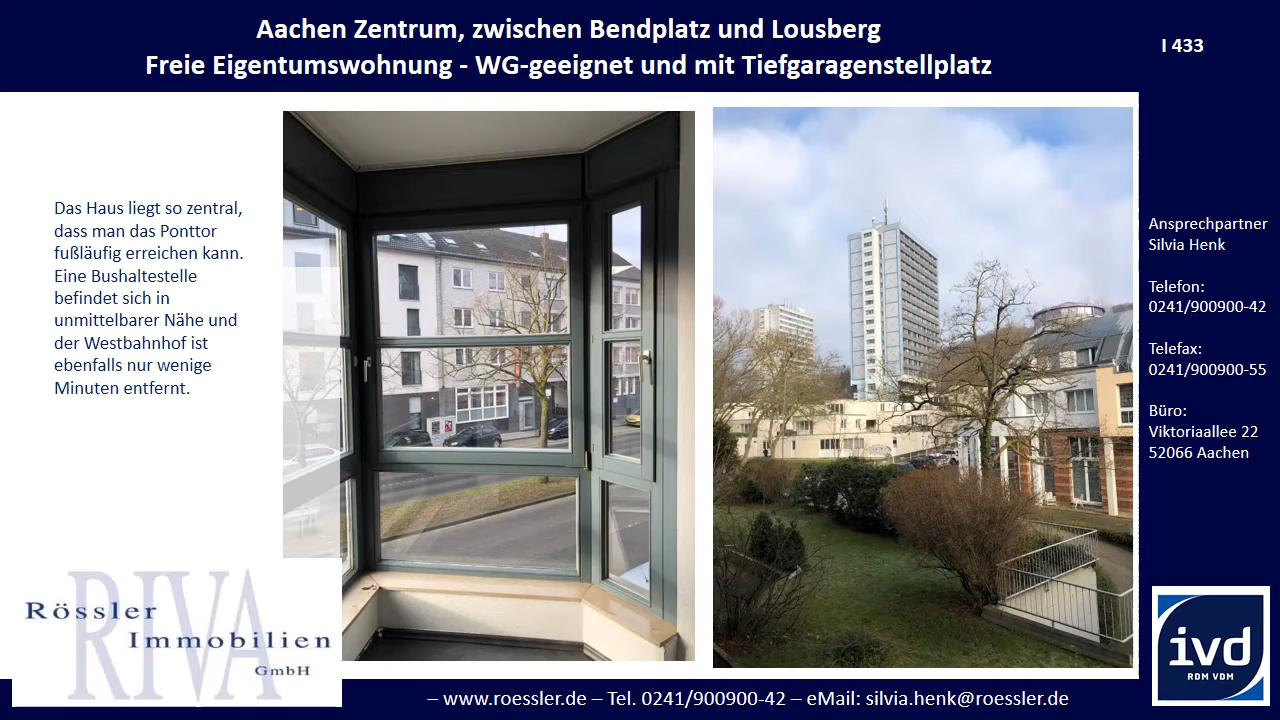 Aachen Zentrum, zwischen Bendplatz und Lousberg
Freie Eigentumswohnung - WG-geeignet und mit Tiefgaragenstellplatz
I 433
Das Haus liegt so zentral,
dass man das Ponttor
fußläufig erreichen kann.
Eine Bushaltestelle
befindet sich in
unmittelbarer Nähe und
der Westbahnhof ist
ebenfalls nur wenige
Minuten entfernt.
Ansprechpartner
Silvia Henk
Telefon:
0241/900900-42
Telefax:
0241/900900-55
Büro:
Viktoriaallee 22
52066 Aachen
RIVA
Rössler
Immobilien
GmbH
ivd
RDM VDM
– www.roessler.de – Tel. 0241/900900-42 – eMail: silvia.henk@roessler.de